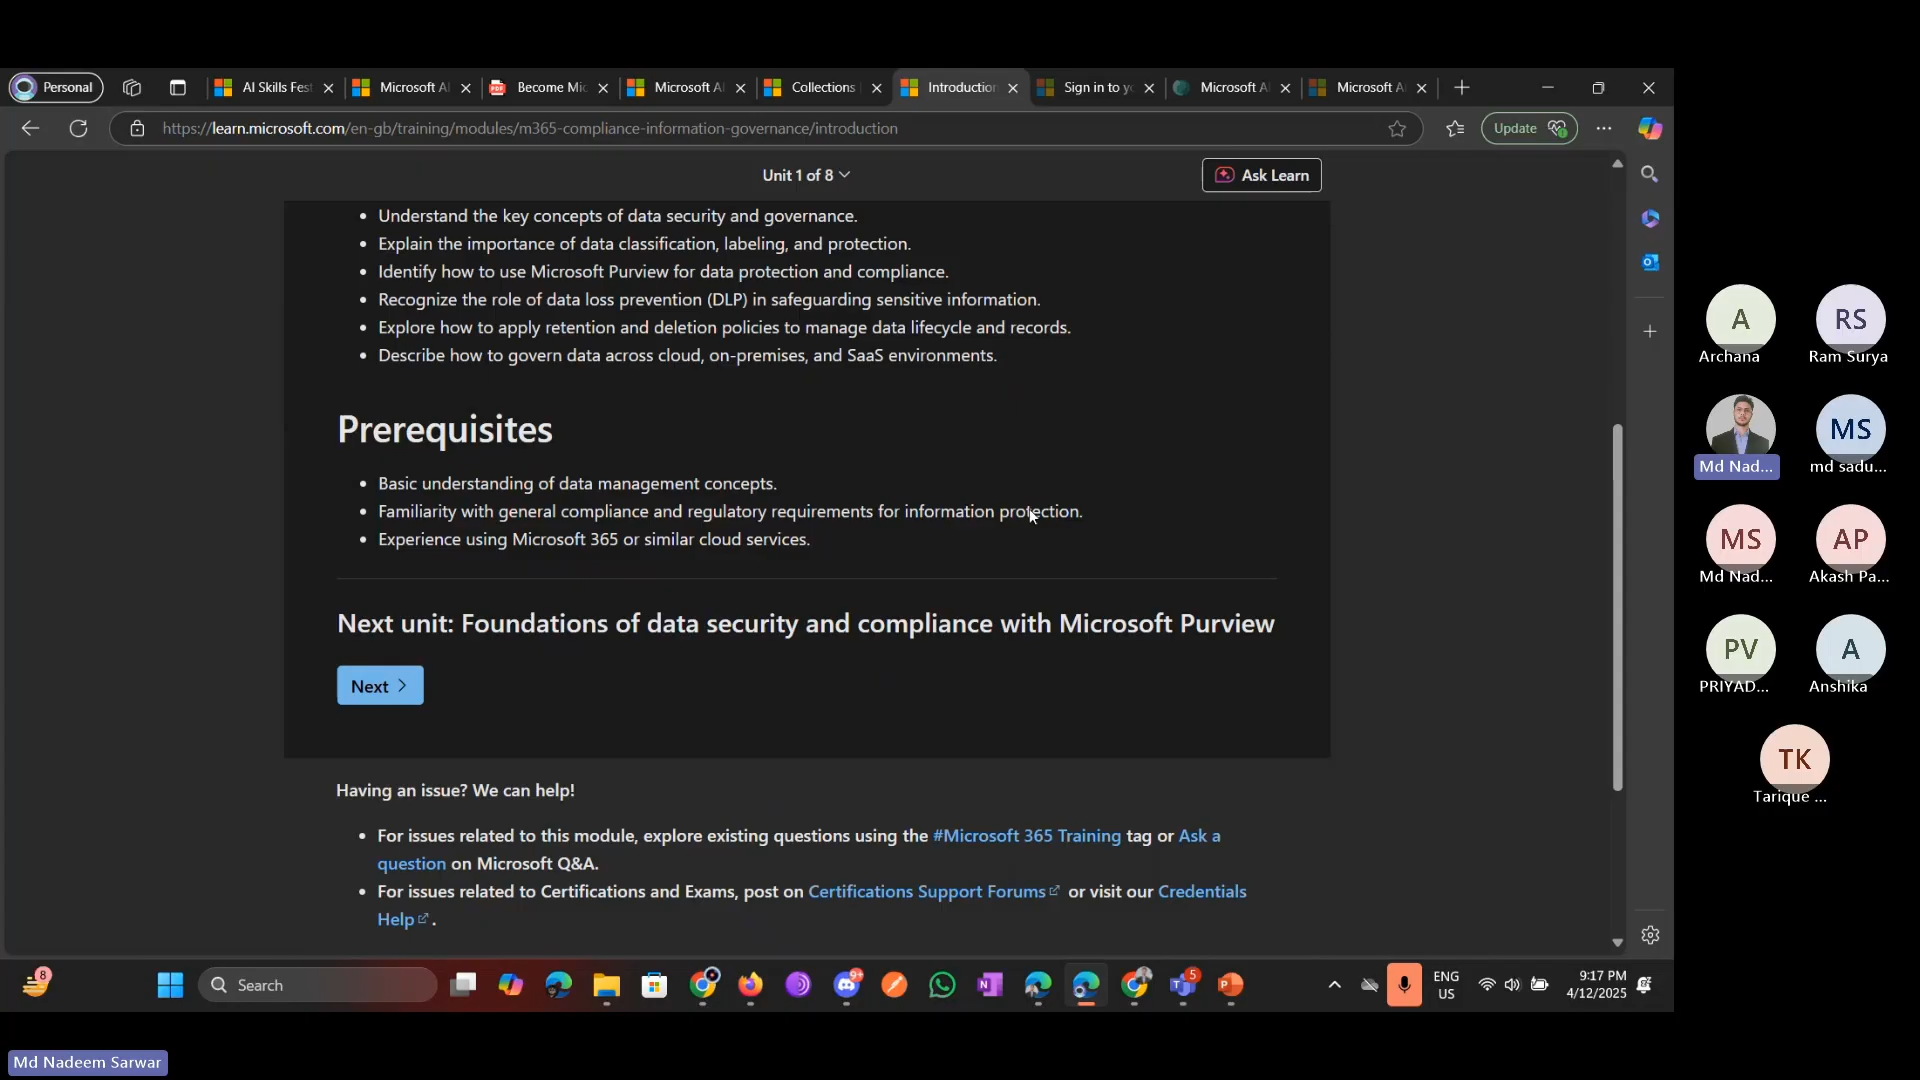 Personal
AI Skills Fest
Microsoft AI
Become Mic
Microsoft AI
Collections
Introduction
Sign in to yo
Microsoft A
Microsoft A
https://learn.microsoft.com/en-gb/training/modules/m365-compliance-information-governance/introduction
Update
Unit 1 of 8
Ask Learn
• Understand the key concepts of data security and governance.
• Explain the importance of data classification, labeling, and protection.
• Identify how to use Microsoft Purview for data protection and compliance.
• Recognize the role of data loss prevention (DLP) in safeguarding sensitive information.
• Explore how to apply retention and deletion policies to manage data lifecycle and records.
• Describe how to govern data across cloud, on-premises, and SaaS environments.
Prerequisites
• Basic understanding of data management concepts.
• Familiarity with general compliance and regulatory requirements for information protection.
• Experience using Microsoft 365 or similar cloud services.
Next unit: Foundations of data security and compliance with Microsoft Purview
Next
Having an issue? We can help!
• For issues related to this module, explore existing questions using the #Microsoft 365 Training tag or Ask a
question on Microsoft Q&A.
• For issues related to Certifications and Exams, post on Certifications Support Forums or visit our Credentials
Help .
A
Archana
RS
Ram Surya
Md Nad...
MS
md sadu...
MS
Md Nad...
AP
Akash Pa...
PV
PRIYAD...
A
Anshika
TK
Tarique ...
8
Search
9+
5
ENG
US
9:17 PM
4/12/2025
Md Nadeem Sarwar